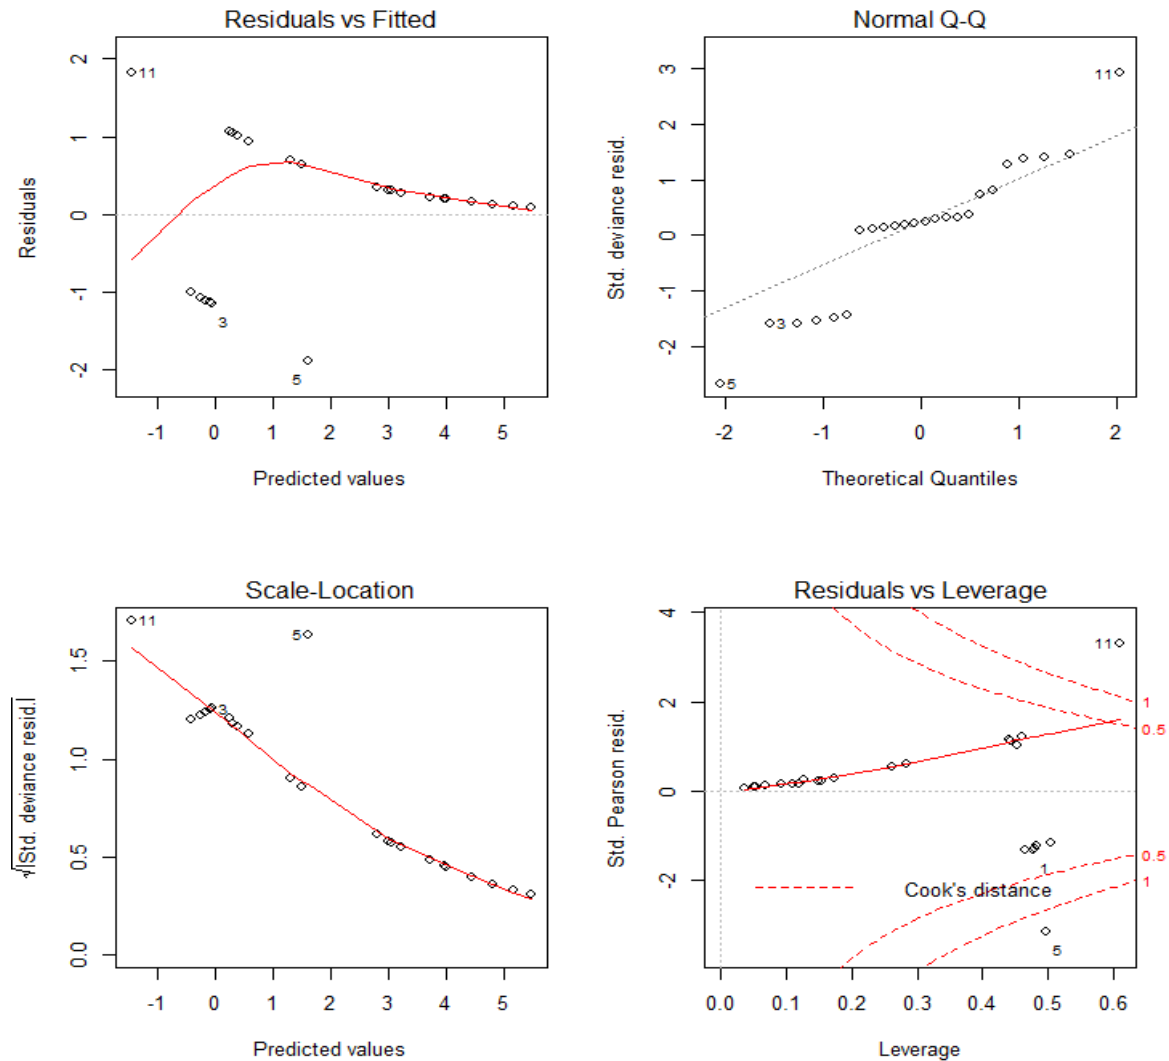 Residuals vs Fitted
Residuals
2
1
0
-1
-2
11
3
5
-1 0 1 2 3 4 5
Predicted values
Normal Q-Q
Std. deviance resid.
3
2
1
0
-1
-2
11
3
5
-2 -1 0 1 2
Theoretical Quantiles
Scale-Location
√|Std. deviance resid.|
1.5
1.0
0.5
0.0
11
5
3
-1 0 1 2 3 4 5
Predicted values
Residuals vs Leverage
Std. Pearson resid.
4
2
0
-2
11
1
0.5
1
0.5
Cook's distance
1
5
0.0 0.1 0.2 0.3 0.4 0.5 0.6
Leverage